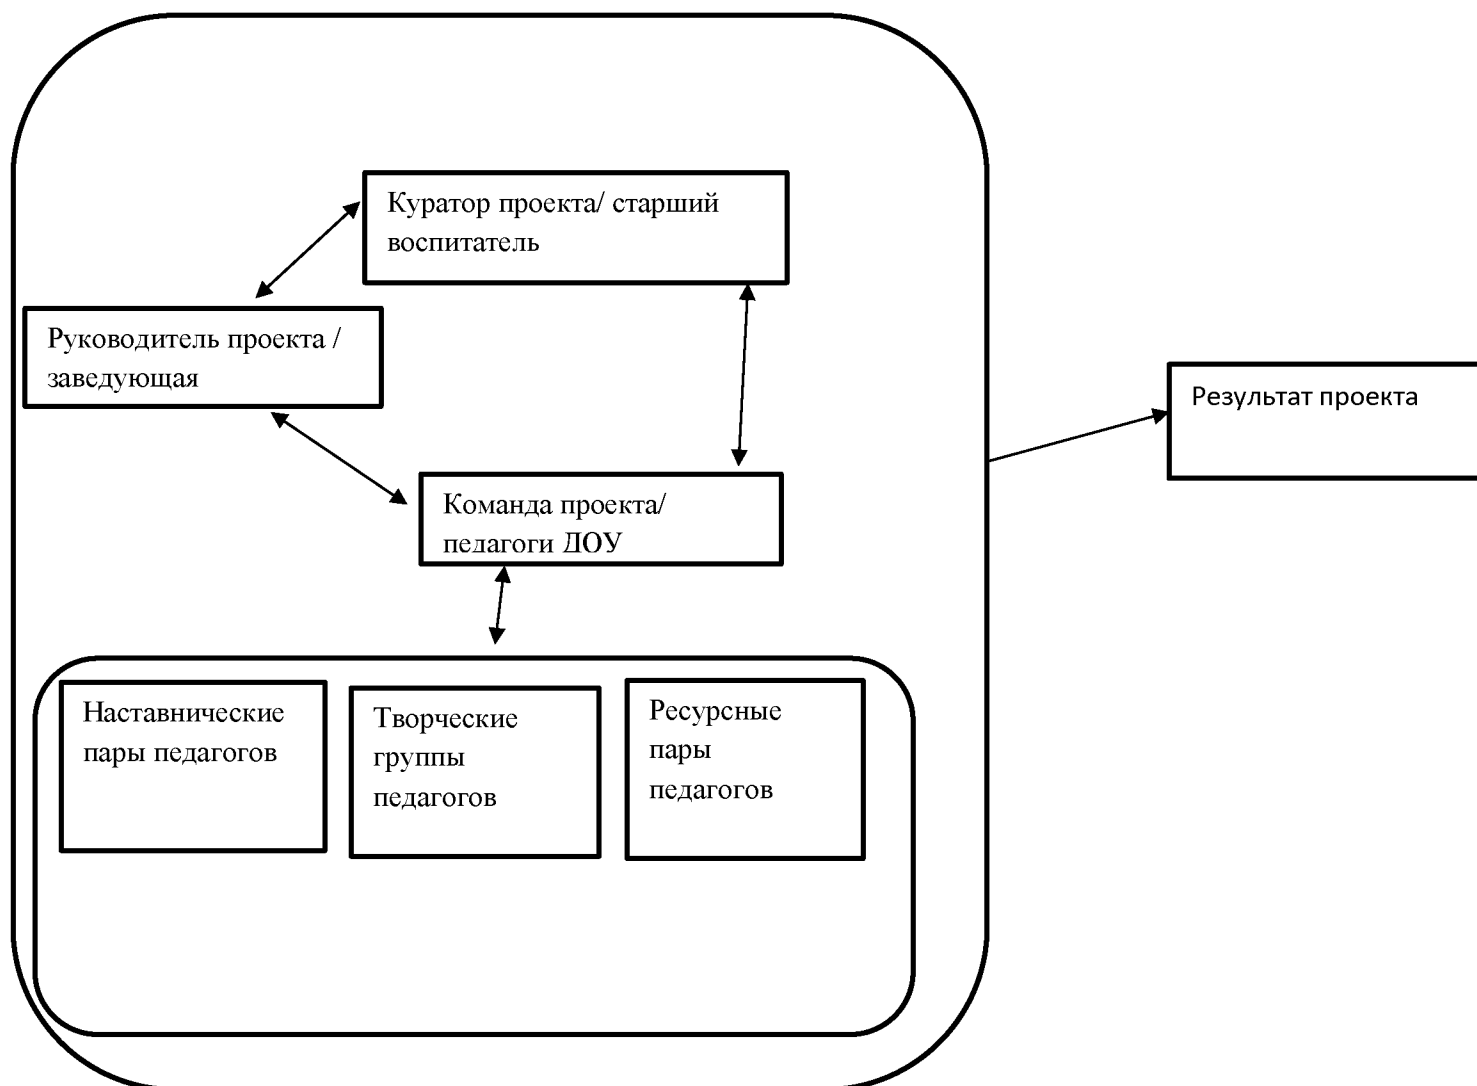 Куратор проекта/ старший
воспитатель
Руководитель проекта /
заведующая
Результат проекта
Команда проекта/
педагоги ДОУ
Наставнические
пары педагогов
Творческие
группы
педагогов
Ресурсные
пары
педагогов